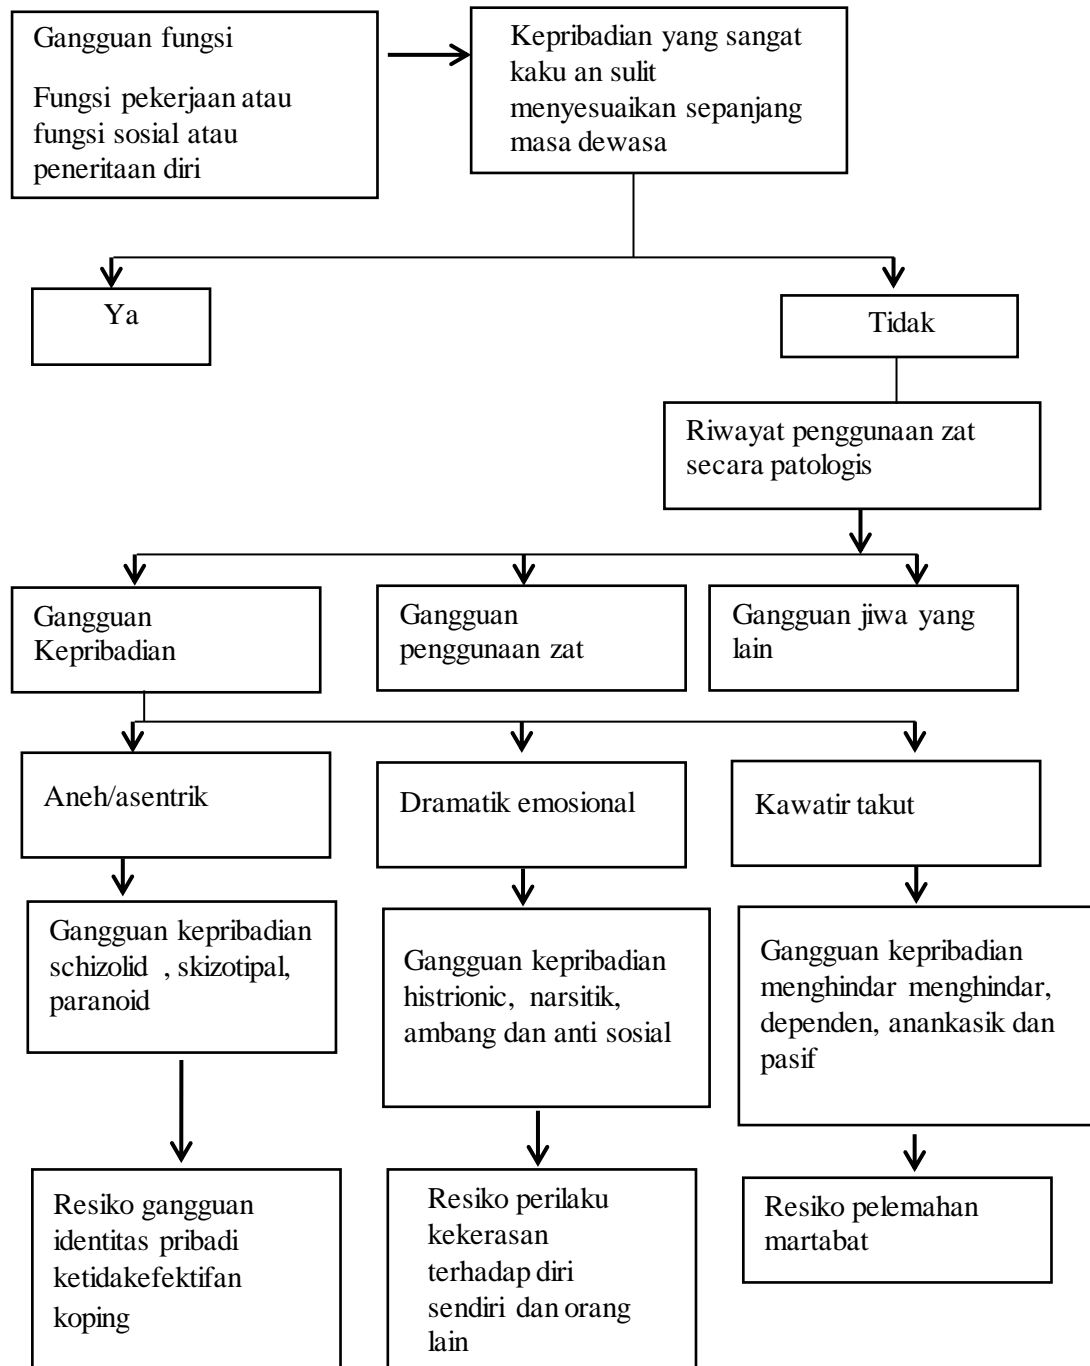 Gangguan fungsi
Fungsi pekerjaan atau
fungsi sosial atau
peneritaan diri
Kepribadian yang sangat
kaku an sulit
menyesuaikan sepanjang
masa dewasa
Ya
Tidak
Riwayat penggunaan zat
secara patologis
Gangguan
Kepribadian
Gangguan
penggunaan zat
Gangguan jiwa yang
lain
Aneh/asentrik
Dramatik emosional
Kawatir takut
Gangguan kepribadian
schizolid , skizotipal,
paranoid
Gangguan kepribadian
histrionic, narsitik,
ambang dan anti sosial
Gangguan kepribadian
menghindar menghindar,
dependen, anankasik dan
pasif
Resiko gangguan
identitas pribadi
ketidakefektifan
koping
Resiko perilaku
kekerasan
terhadap diri
sendiri dan orang
lain
Resiko pelemahan
martabat